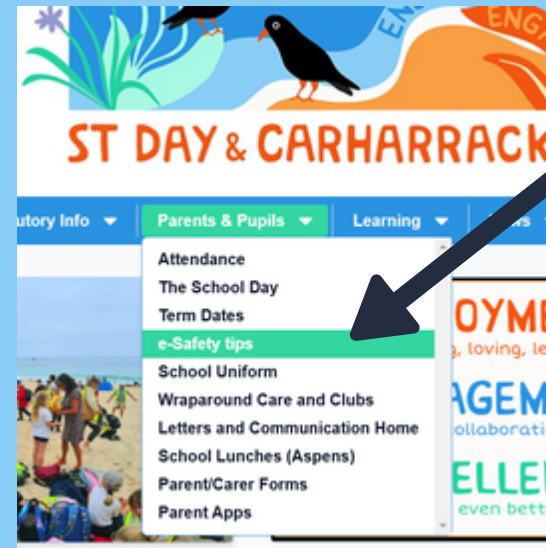 ENG
ST DAY & CARHARRACK
utory Info
Parents & Pupils
Learning
Attendance
The School Day
Term Dates
e-Safety tips
School Uniform
Wraparound Care and Clubs
Letters and Communication Home
School Lunches (Aspens)
Parent/Carer Forms
Parent Apps
OYME
, loving, le
AGEM
ollaborati
ELLE
even bett